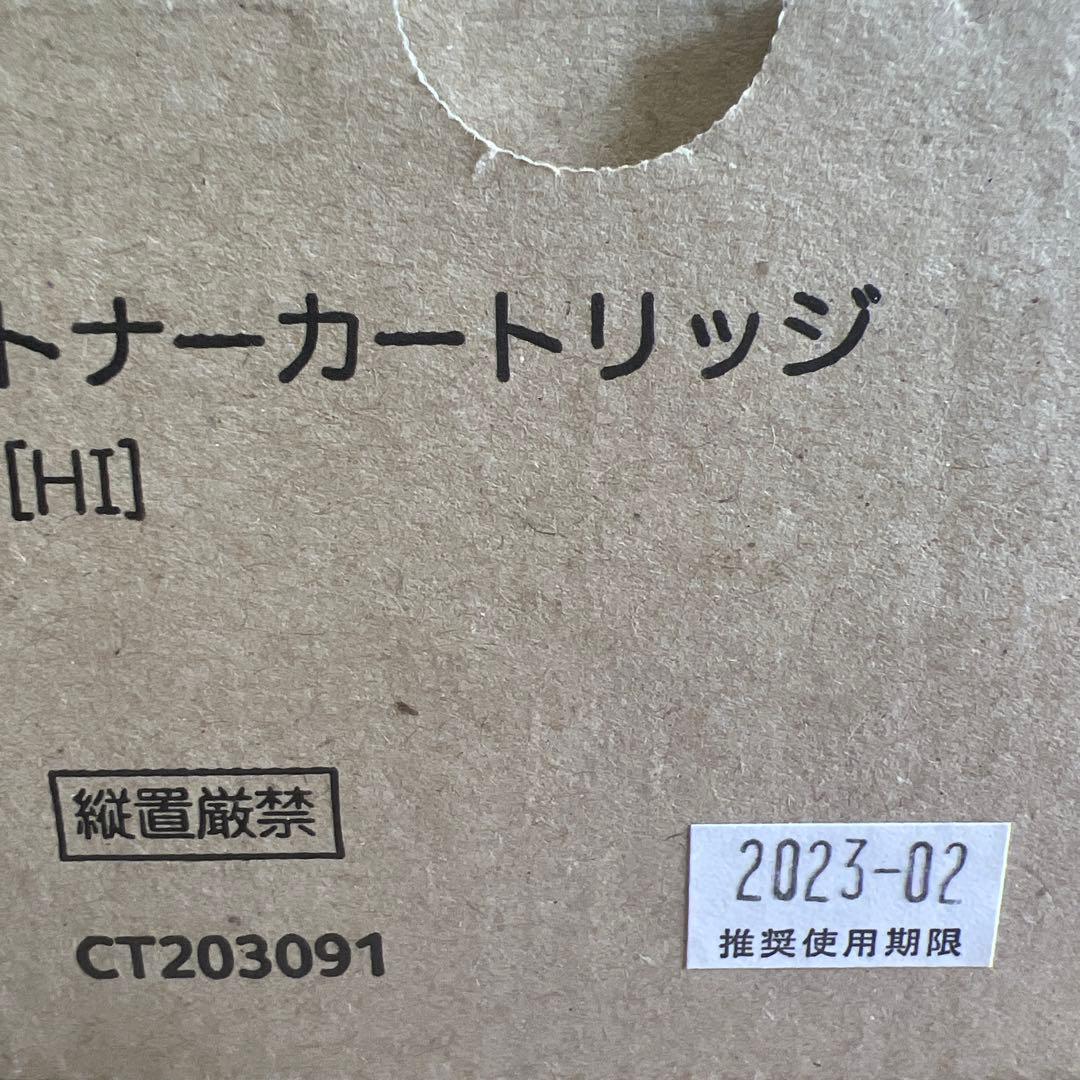 トナーカートリッジ
[HI]
縦置厳禁
CT203091
2023-02
推奨使用期限